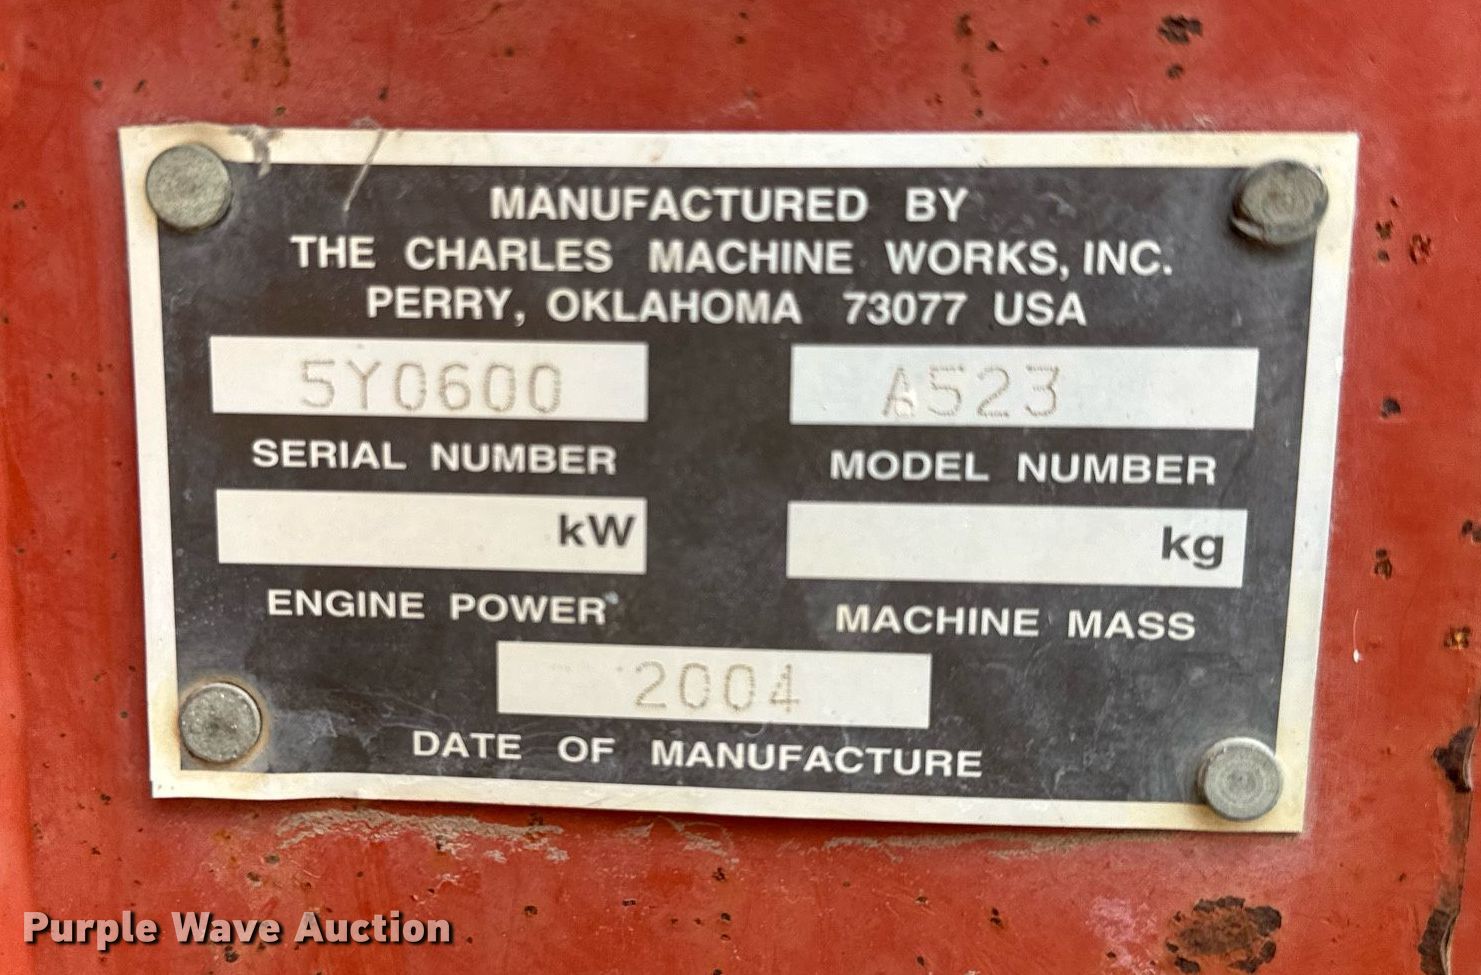 MANUFACTURED BY
THE CHARLES MACHINE WORKS, INC.
PERRY, OKLAHOMA 73077 USA
5Y0600 A523
SERIAL NUMBER MODEL NUMBER
kW kg
ENGINE POWER MACHINE MASS
2004
DATE OF MANUFACTURE
Purple Wave Auction